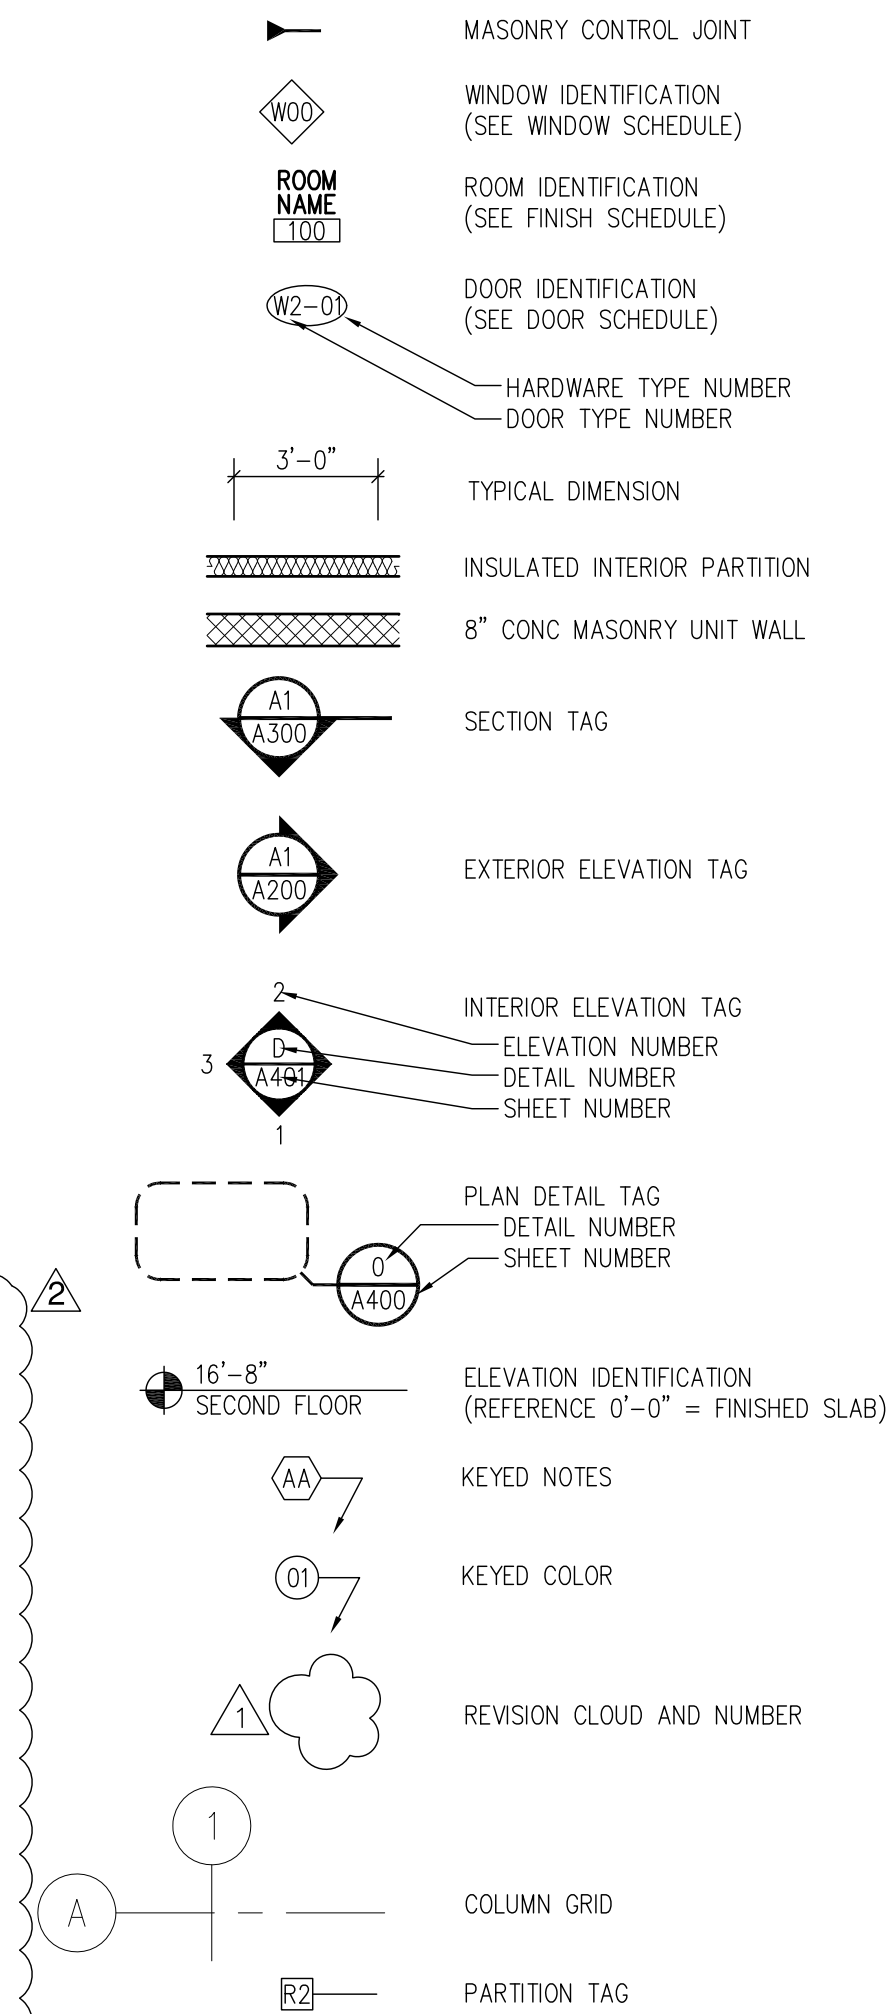 MASONRY CONTROL JOINT
W00
WINDOW IDENTIFICATION
(SEE WINDOW SCHEDULE)
ROOM
NAME
100
ROOM IDENTIFICATION
(SEE FINISH SCHEDULE)
W2-01
DOOR IDENTIFICATION
(SEE DOOR SCHEDULE)
HARDWARE TYPE NUMBER
DOOR TYPE NUMBER
3'-0"
TYPICAL DIMENSION
INSULATED INTERIOR PARTITION
8" CONC MASONRY UNIT WALL
A1
A300
SECTION TAG
A1
A200
EXTERIOR ELEVATION TAG
2
3
D
A401
1
INTERIOR ELEVATION TAG
ELEVATION NUMBER
DETAIL NUMBER
SHEET NUMBER
PLAN DETAIL TAG
DETAIL NUMBER
SHEET NUMBER
0
A400
2
16'-8"
SECOND FLOOR
ELEVATION IDENTIFICATION
(REFERENCE 0'-0" = FINISHED SLAB)
AA
KEYED NOTES
01
KEYED COLOR
1
REVISION CLOUD AND NUMBER
1
A
COLUMN GRID
R2
PARTITION TAG